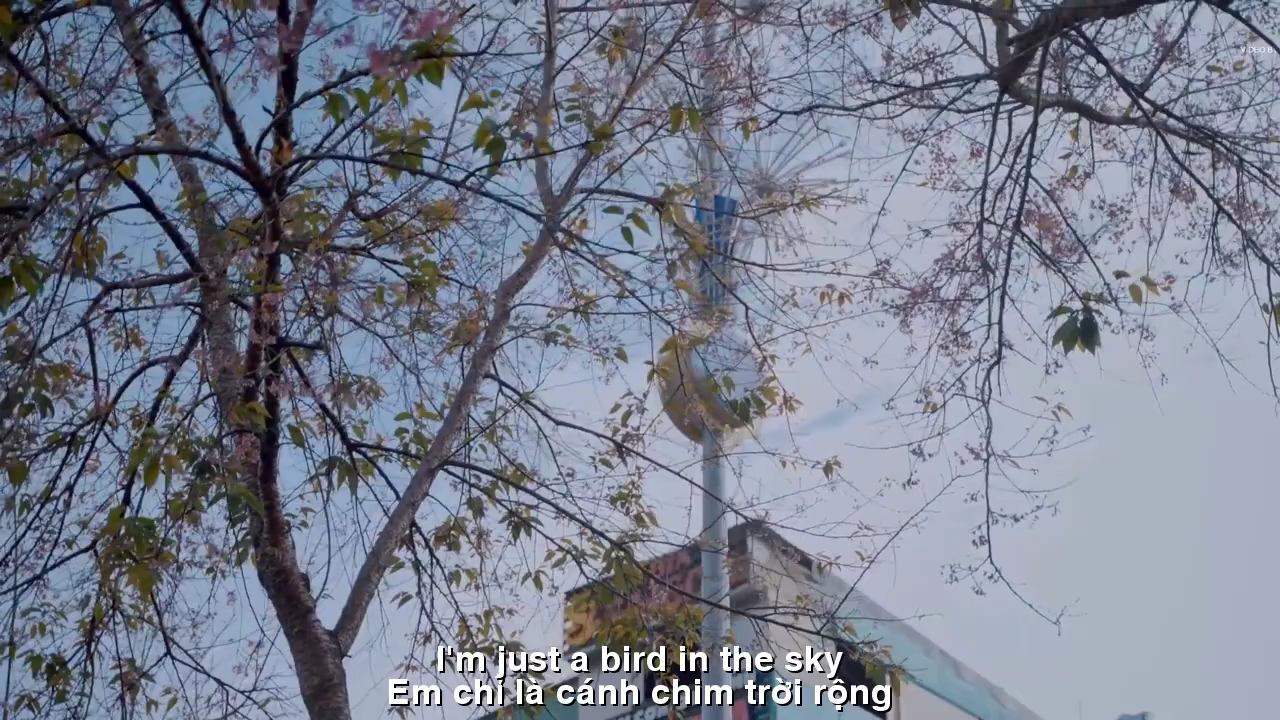 I'm just a bird in the sky
Em chỉ là cánh chim trời rộng